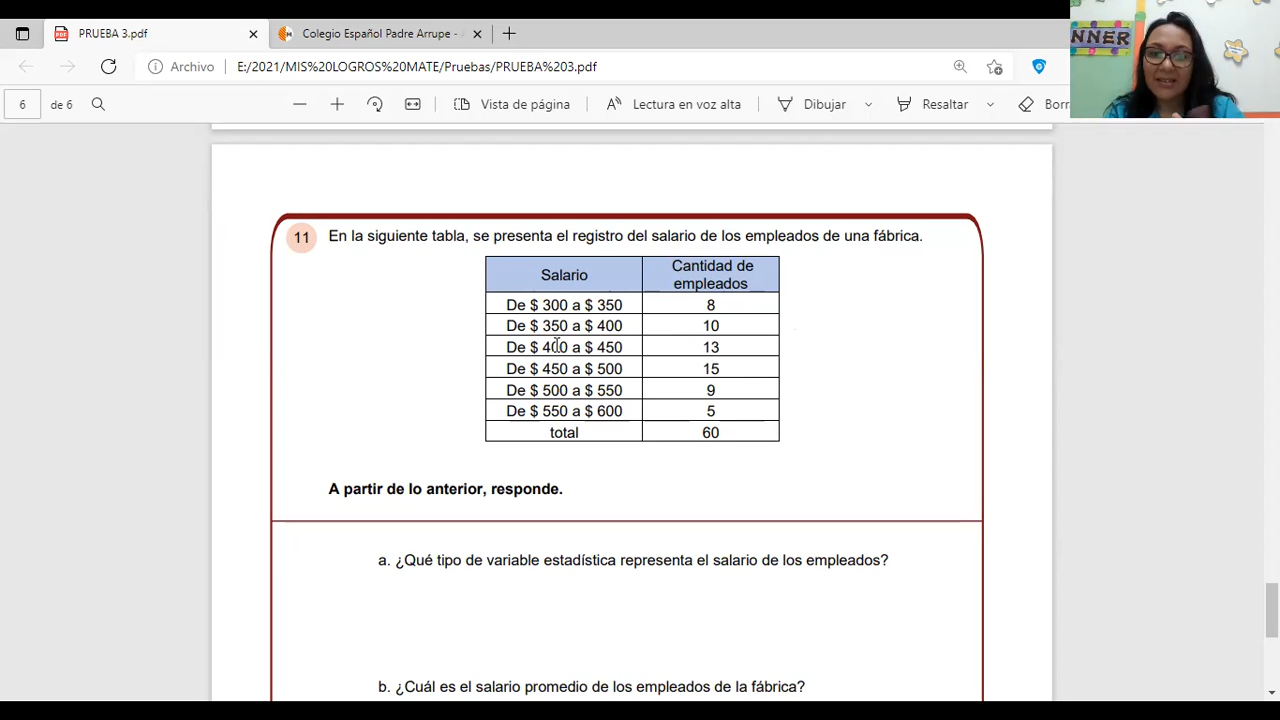 PRUEBA 3.pdf
Colegio Español Padre Arrupe -
Archivo
E:/2021/MIS%20LOGROS%20MATE/Pruebas/PRUEBA%203.pdf
6 de 6
Vista de página
Lectura en voz alta
Dibujar
Resaltar
Borra
NNER
11 En la siguiente tabla, se presenta el registro del salario de los empleados de una fábrica.
Salario Cantidad de empleados
De $ 300 a $ 350 8
De $ 350 a $ 400 10
De $ 400 a $ 450 13
De $ 450 a $ 500 15
De $ 500 a $ 550 9
De $ 550 a $ 600 5
total 60
A partir de lo anterior, responde.
a. ¿Qué tipo de variable estadística representa el salario de los empleados?
b. ¿Cuál es el salario promedio de los empleados de la fábrica?